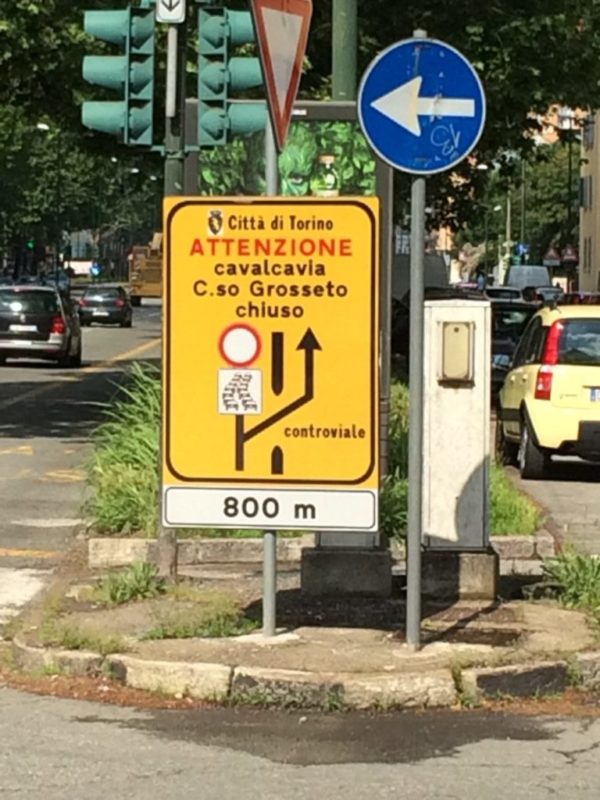 Città di Torino
ATTENZIONE
cavalcavia
C.so Grosseto
chiuso
controviale
800 m